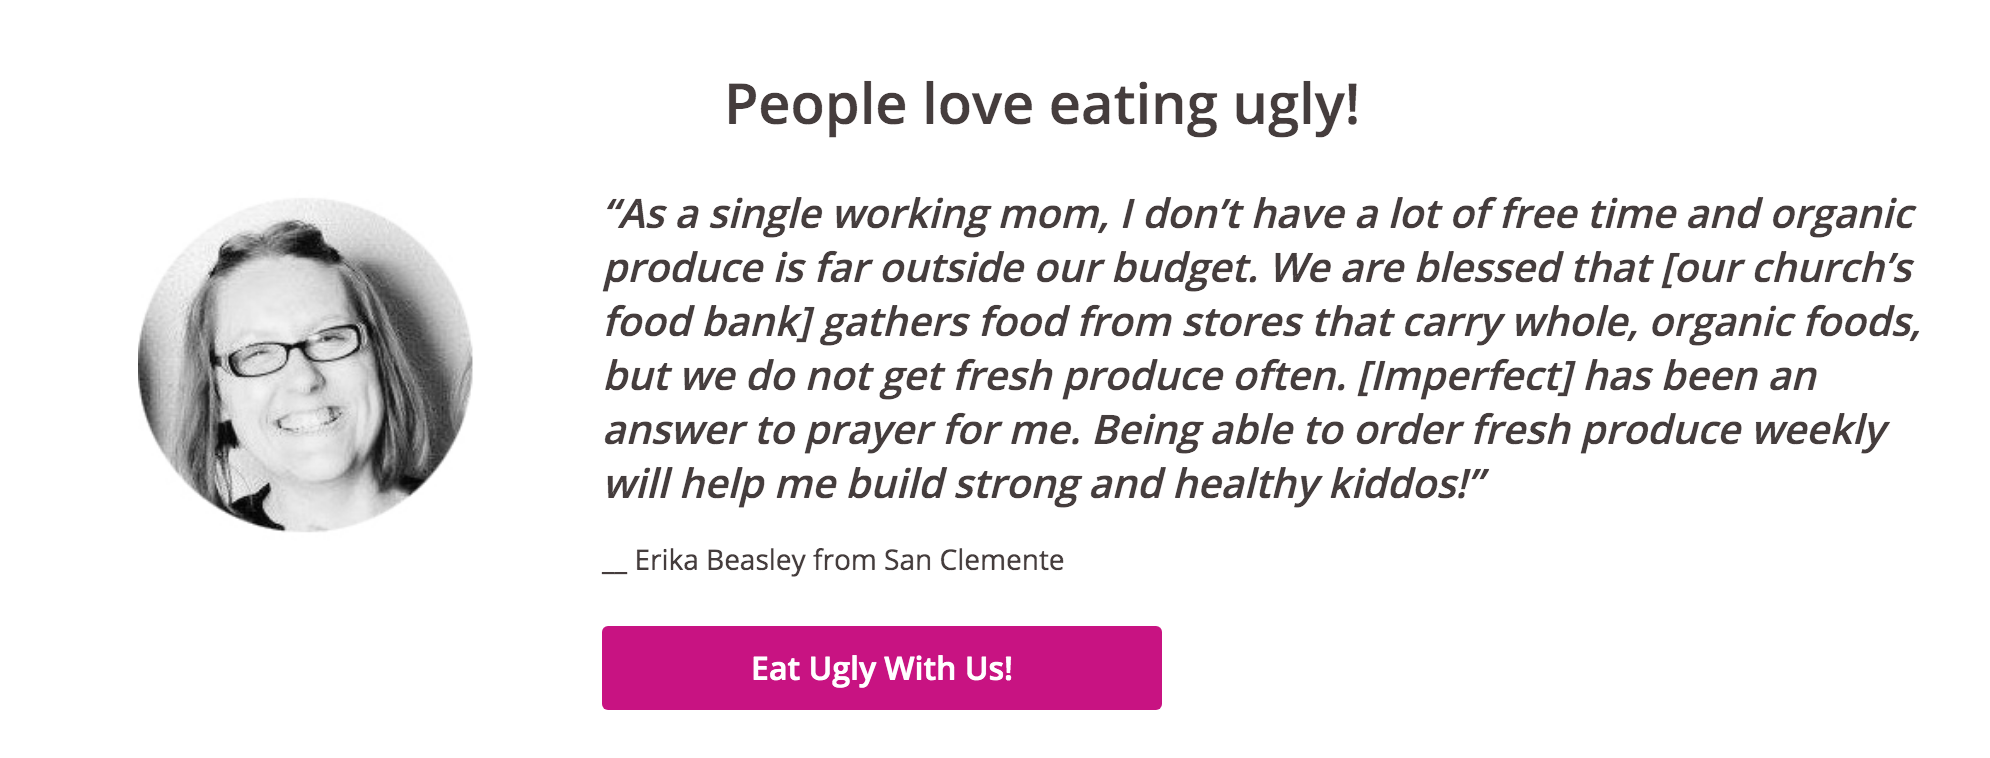 People love eating ugly!
“As a single working mom, I don’t have a lot of free time and organic
produce is far outside our budget. We are blessed that [our church’s
food bank] gathers food from stores that carry whole, organic foods,
but we do not get fresh produce often. [Imperfect] has been an
answer to prayer for me. Being able to order fresh produce weekly
will help me build strong and healthy kiddos!”
__ Erika Beasley from San Clemente
Eat Ugly With Us!